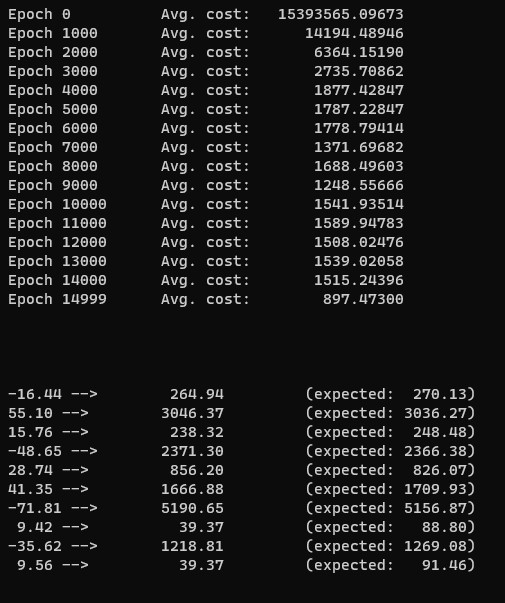 Epoch 0 Avg. cost: 15393565.09673
Epoch 1000 Avg. cost: 14194.48946
Epoch 2000 Avg. cost: 6364.15190
Epoch 3000 Avg. cost: 2735.70862
Epoch 4000 Avg. cost: 1877.42847
Epoch 5000 Avg. cost: 1787.22847
Epoch 6000 Avg. cost: 1778.79414
Epoch 7000 Avg. cost: 1371.69682
Epoch 8000 Avg. cost: 1688.49603
Epoch 9000 Avg. cost: 1248.55666
Epoch 10000 Avg. cost: 1541.93514
Epoch 11000 Avg. cost: 1589.94783
Epoch 12000 Avg. cost: 1508.02476
Epoch 13000 Avg. cost: 1539.02058
Epoch 14000 Avg. cost: 1515.24396
Epoch 14999 Avg. cost: 897.47300
-16.44 --> 264.94 (expected: 270.13)
55.10 --> 3046.37 (expected: 3036.27)
15.76 --> 238.32 (expected: 248.48)
-48.65 --> 2371.30 (expected: 2366.38)
28.74 --> 856.20 (expected: 826.07)
41.35 --> 1666.88 (expected: 1709.93)
-71.81 --> 5190.65 (expected: 5156.87)
9.42 --> 39.37 (expected: 88.80)
-35.62 --> 1218.81 (expected: 1269.08)
9.56 --> 39.37 (expected: 91.46)